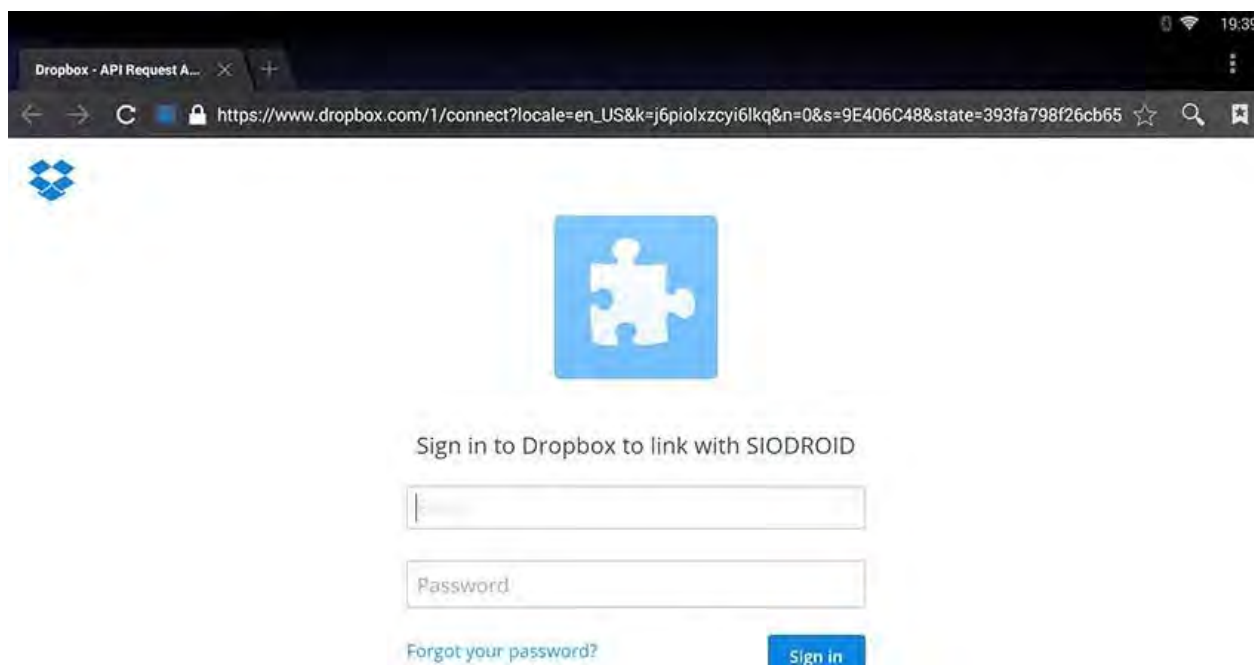 19:39
Dropbox - API Request A...
https://www.dropbox.com/1/connect?locale=en_US&k=j6piolxzcyi6lkq&n=0&s=9E406C48&state=393fa798f26cb65
Sign in to Dropbox to link with SIODROID
Password
Forgot your password?
Sign in